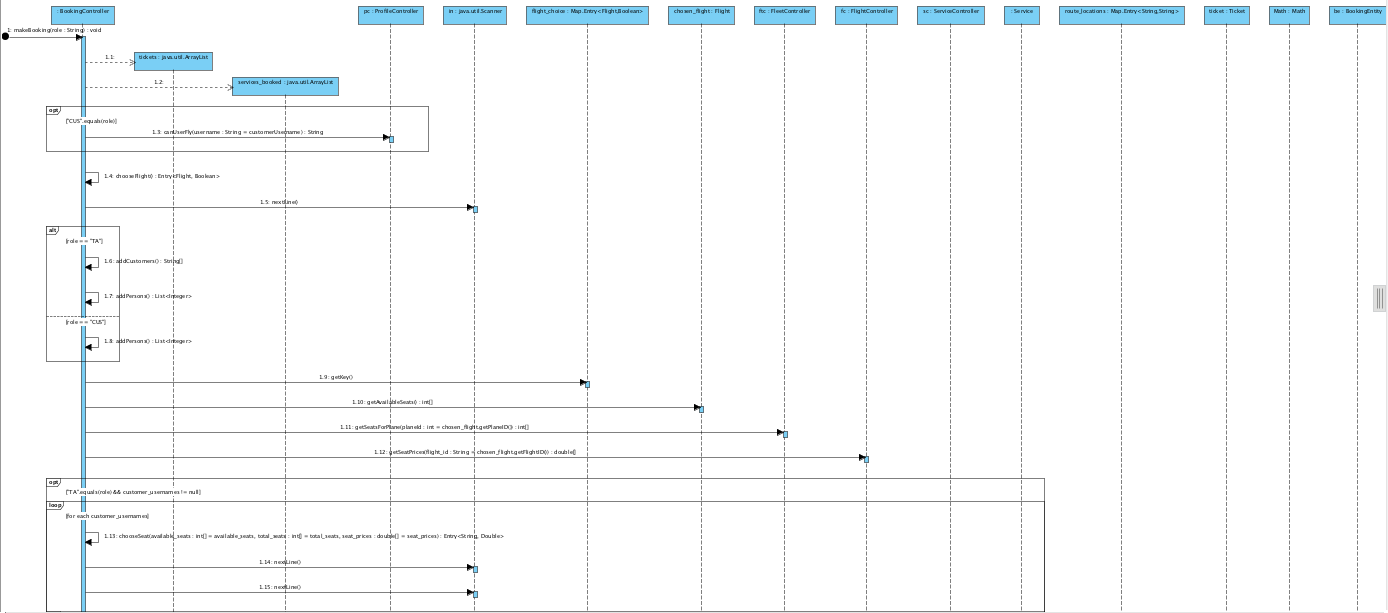 : BookingController
pc : ProfileController
in : java.util.Scanner
flight_choice : Map.Entry<Flight,Boolean>
chosen_flight : Flight
ftc : FleetController
fc : FlightController
sc : ServiceController
: Service
route_locations : Map.Entry<String,String>
ticket : Ticket
Math : Math
be : BookingEntity
1: makeBooking(role : String) : void
1.1:
tickets : java.util.ArrayList
1.2:
services_booked : java.util.ArrayList
opt
["CUS".equals(role)]
1.3: canUserFly(username : String = customerUsername) : String
1.4: chooseFlight() : Entry<Flight, Boolean>
1.5: nextLine()
alt
[role == "TA"]
1.6: addCustomers() : String[]
1.7: addPersons() : List<Integer>
[role == "CUS"]
1.8: addPersons() : List<Integer>
1.9: getKey()
1.10: getAvailableSeats() : int[]
1.11: getSeatsForPlane(planeId : int = chosen_flight.getPlaneID()) : int[]
1.12: getSeatPrices(flight_id : String = chosen_flight.getFlightID()) : double[]
opt
["TA".equals(role) && customer_usernames != null]
loop
[for each customer_usernames]
1.13: chooseSeat(available_seats : int[] = available_seats, total_seats : int[] = total_seats, seat_prices : double[] = seat_prices) : Entry<String, Double>
1.14: nextLine()
1.15: nextLine()